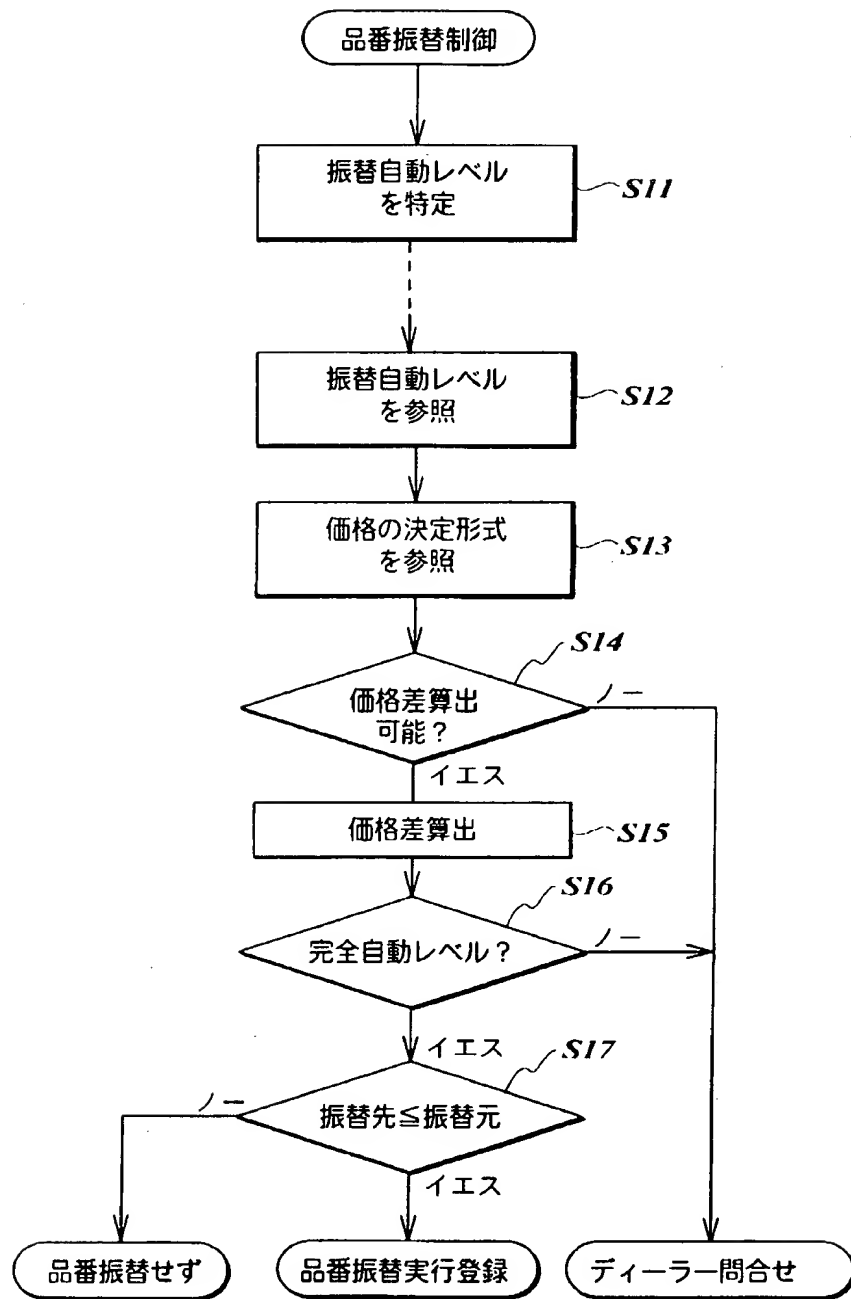 品番振替制御
振替自動レベル
を特定
S11
振替自動レベル
を参照
S12
価格の決定形式
を参照
S13
S14
価格差算出
可能？
ノー
イエス
価格差算出
S15
S16
完全自動レベル？
ノー
イエス
S17
ノー
振替先≦振替元
イエス
品番振替せず
品番振替実行登録
ディーラー問合せ